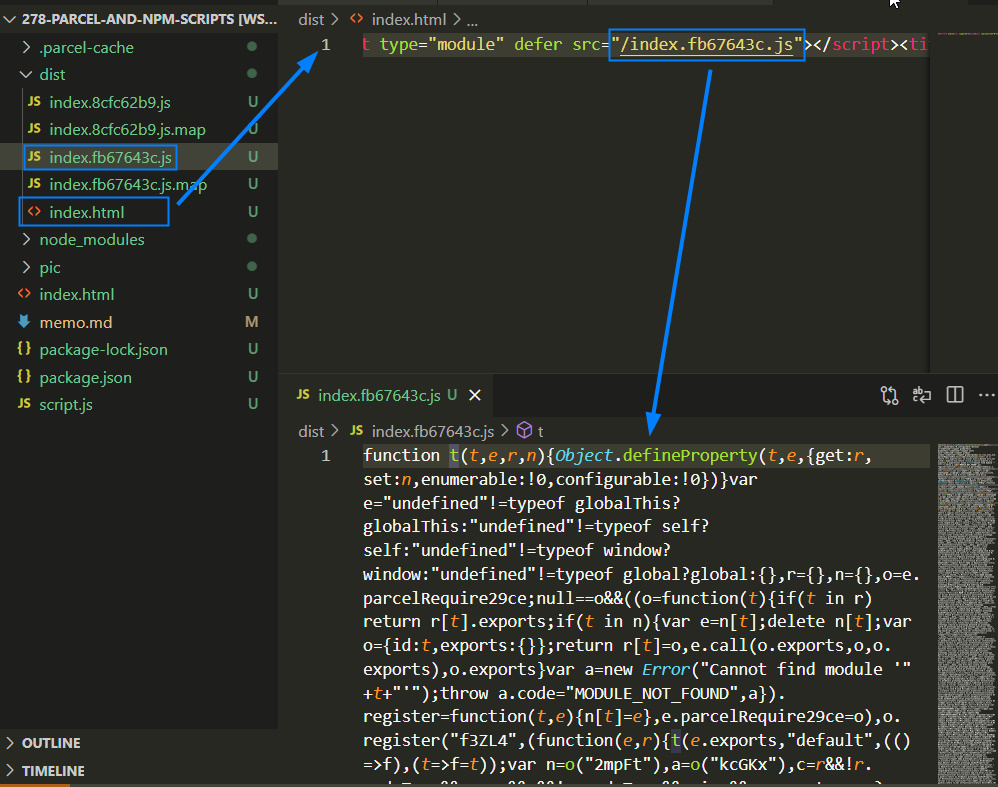 278-PARCEL-AND-NPM-SCRIPTS [WS...
.parcel-cache
dist
JS index.8cfc62b9.js U
JS index.8cfc62b9.js.map U
JS index.fb67643c.js U
JS index.fb67643c.js.map U
<> index.html U
node_modules
pic
<> index.html U
memo.md M
{} package-lock.json U
{} package.json U
JS script.js U
OUTLINE
TIMELINE
dist > <> index.html > ...
1 t type="module" defer src="/index.fb67643c.js"></script><ti
JS index.fb67643c.js U
dist > JS index.fb67643c.js > t
1 function t(t,e,r,n){Object.defineProperty(t,e,{get:r,
set:n,enumerable:!0,configurable:!0})}var
e="undefined"!=typeof globalThis?
globalThis:"undefined"!=typeof self?
self:"undefined"!=typeof window?
window:"undefined"!=typeof global?global:{},r={},n={},o=e.
parcelRequire29ce;null==o&&((o=function(t){if(t in r)
return r[t].exports;if(t in n){var e=n[t];delete n[t];var
o={id:t,exports:{}};return r[t]=o,e.call(o.exports,o,o.
exports),o.exports}var a=new Error("Cannot find module '"
+t+"'");throw a.code="MODULE_NOT_FOUND",a}).
register=function(t,e){n[t]=e},e.parcelRequire29ce=o),o.
register("f3ZL4",(function(e,r){t(e.exports,"default",(()
=>f),(t=>f=t));var n=o("2mpFt"),a=o("kcGKx"),c=r&&!r.